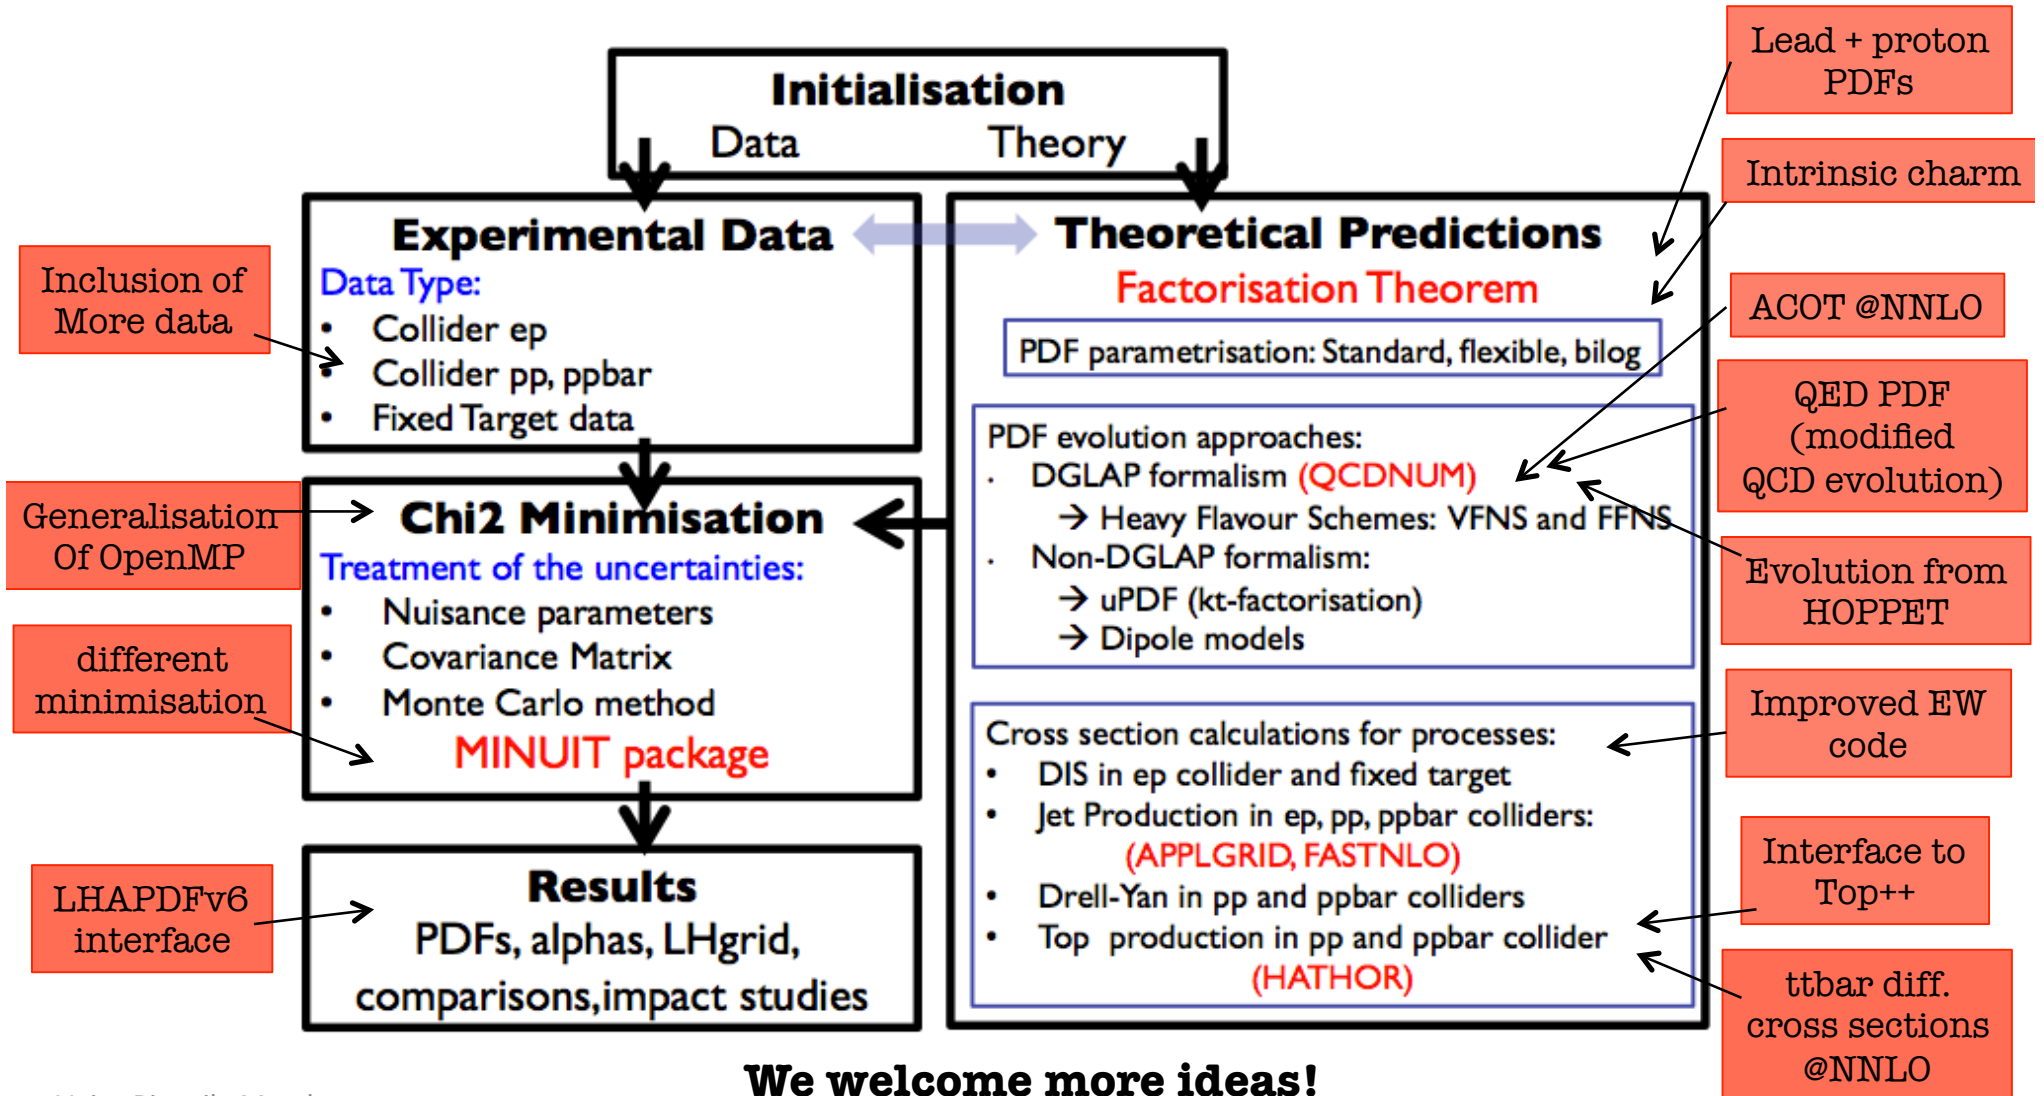 Initialisation
Data Theory
Experimental Data
Data Type:
• Collider ep
• Collider pp, ppbar
• Fixed Target data
Chi2 Minimisation
Treatment of the uncertainties:
• Nuisance parameters
• Covariance Matrix
• Monte Carlo method
MINUIT package
Results
PDFs, alphas, LHgrid,
comparisons,impact studies
Theoretical Predictions
Factorisation Theorem
PDF parametrisation: Standard, flexible, bilog
PDF evolution approaches:
· DGLAP formalism (QCDNUM)
→ Heavy Flavour Schemes: VFNS and FFNS
· Non-DGLAP formalism:
→ uPDF (kt-factorisation)
→ Dipole models
Cross section calculations for processes:
• DIS in ep collider and fixed target
• Jet Production in ep, pp, ppbar colliders:
(APPLGRID, FASTNLO)
• Drell-Yan in pp and ppbar colliders
• Top production in pp and ppbar collider
(HATHOR)
Inclusion of
More data
Generalisation
Of OpenMP
different
minimisation
LHAPDFv6
interface
Lead + proton
PDFs
Intrinsic charm
ACOT @NNLO
QED PDF
(modified
QCD evolution)
Evolution from
HOPPET
Improved EW
code
Interface to
Top++
ttbar diff.
cross sections
@NNLO
We welcome more ideas!